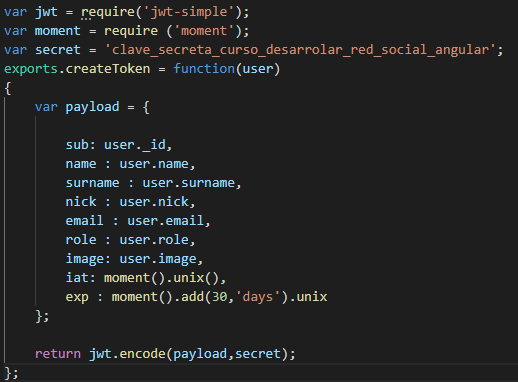 var jwt = require('jwt-simple');
var moment = require ('moment');
var secret = 'clave_secreta_curso_desarrolar_red_social_angular';
exports.createToken = function(user)
{
    var payload = {

        sub: user._id,
        name : user.name,
        surname : user.surname,
        nick : user.nick,
        email : user.email,
        role : user.role,
        image: user.image,
        iat: moment().unix(),
        exp : moment().add(30,'days').unix
    };

    return jwt.encode(payload,secret);
};